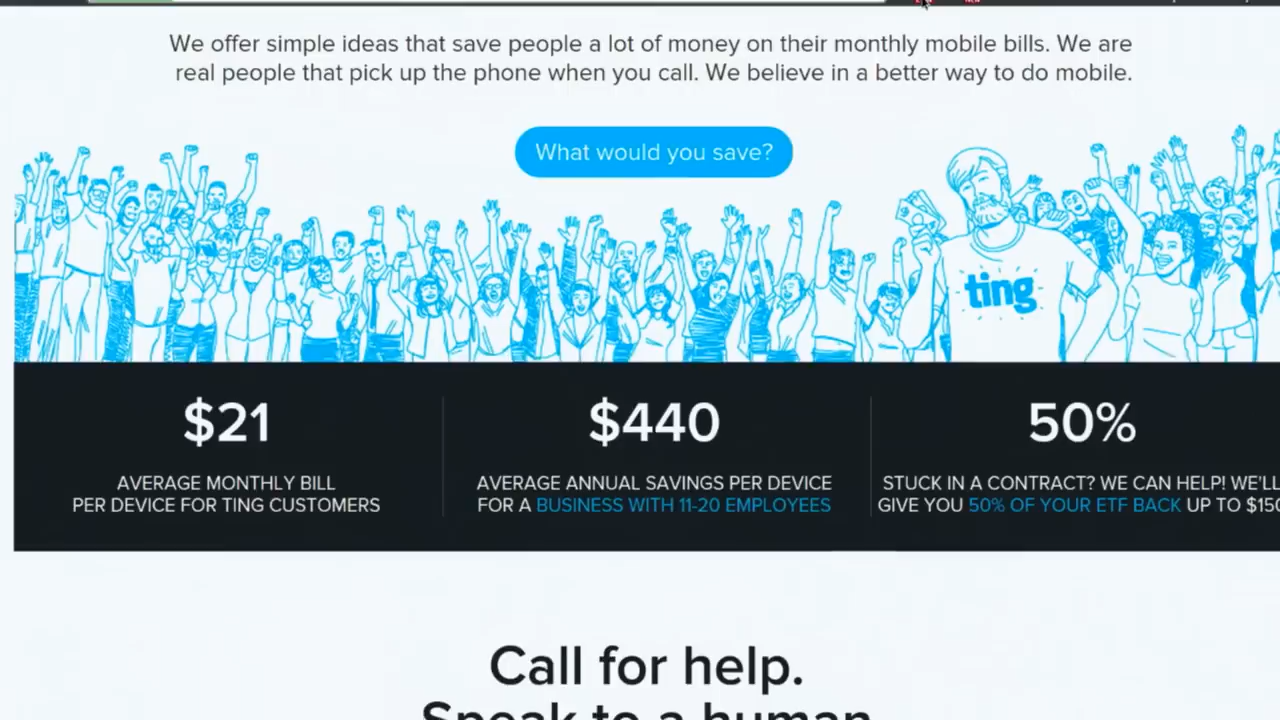 We offer simple ideas that save people a lot of money on their monthly mobile bills. We are
real people that pick up the phone when you call. We believe in a better way to do mobile.
What would you save?
ting
$21
$440
50%
AVERAGE MONTHLY BILL
PER DEVICE FOR TING CUSTOMERS
AVERAGE ANNUAL SAVINGS PER DEVICE
FOR A BUSINESS WITH 11-20 EMPLOYEES
STUCK IN A CONTRACT? WE CAN HELP! WE'LL
GIVE YOU 50% OF YOUR ETF BACK UP TO $150
Call for help.
Speak to a human